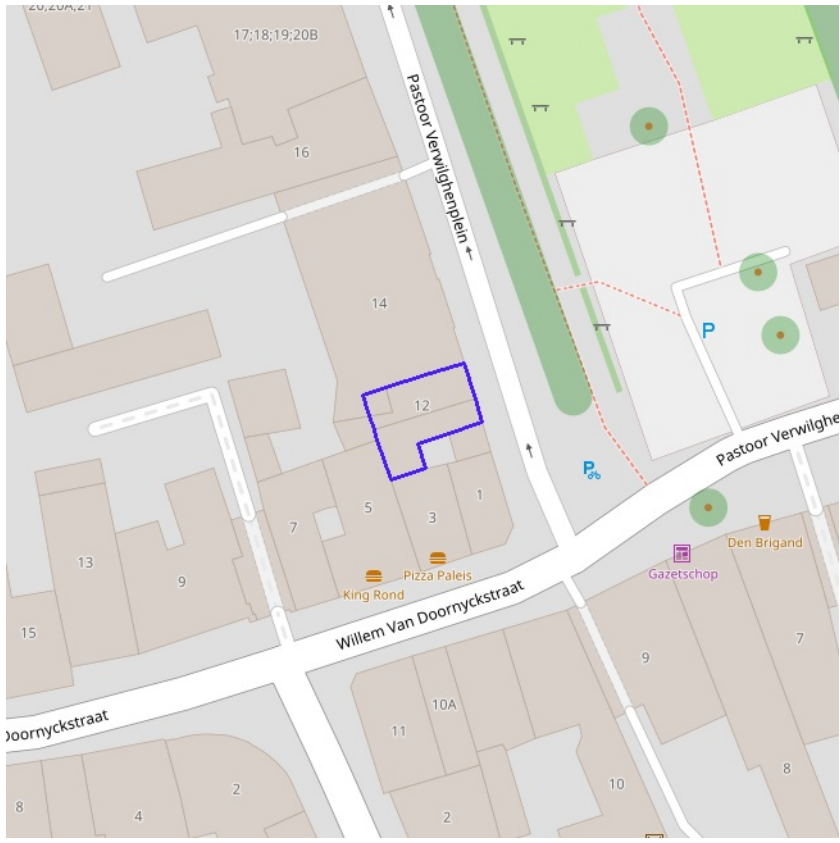 20;20A;21
17;18;19;20B
16
Pastoor Verwilghenplein
14
12
P
P
Pastoor Verwilghe
1
5
3
7
13
9
15
King Rond
Pizza Paleis
Den Brigand
Gazetschop
Willem Van Doornyckstraat
Doornyckstraat
9
7
10A
11
8
4
2
2
10
8